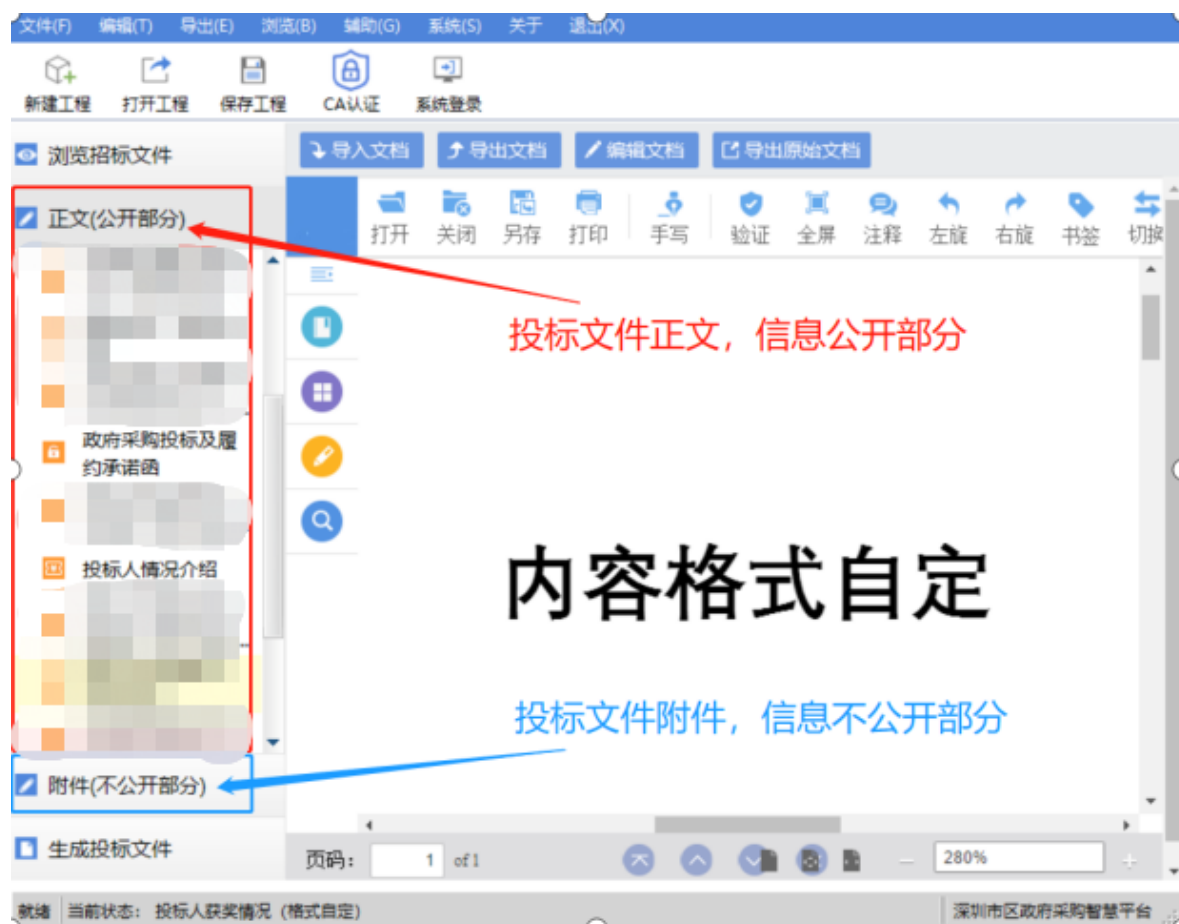 文件(F) 编辑(T) 导出(E) 浏览(B) 辅助(G) 系统(S) 关于 退出(X)
新建工程 打开工程 保存工程 CA认证 系统登录
浏览招标文件
导入文档 导出文档 编辑文档 导出原始文档
正文(公开部分)
打开 关闭 另存 打印 手写 验证 全屏 注释 左旋 右旋 书签 切换
投标文件正文，信息公开部分
政府采购投标及履
约承诺函
投标人情况介绍
内容格式自定
投标文件附件，信息不公开部分
附件(不公开部分)
生成投标文件
页码： 1 of 1 280%
就绪 当前状态： 投标人获奖情况（格式自定） 深圳市区政府采购智慧平台